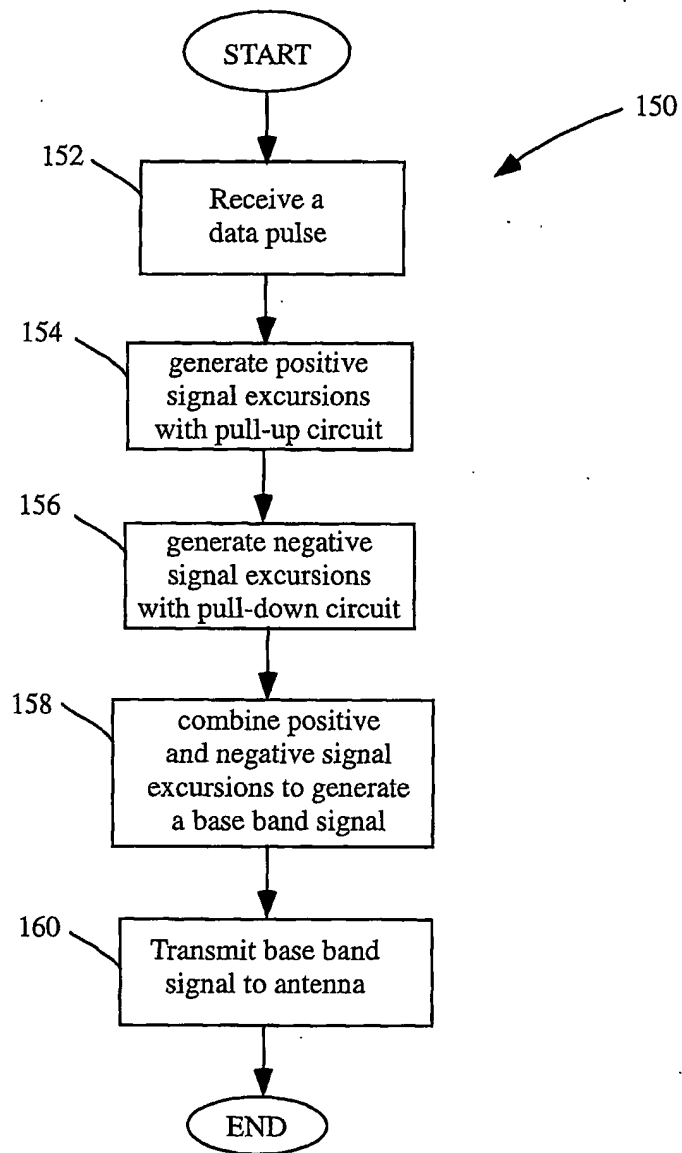 START
150
152
Receive a
data pulse
154
generate positive
signal excursions
with pull-up circuit
156
generate negative
signal excursions
with pull-down circuit
158
combine positive
and negative signal
excursions to generate
a base band signal
160
Transmit base band
signal to antenna
END